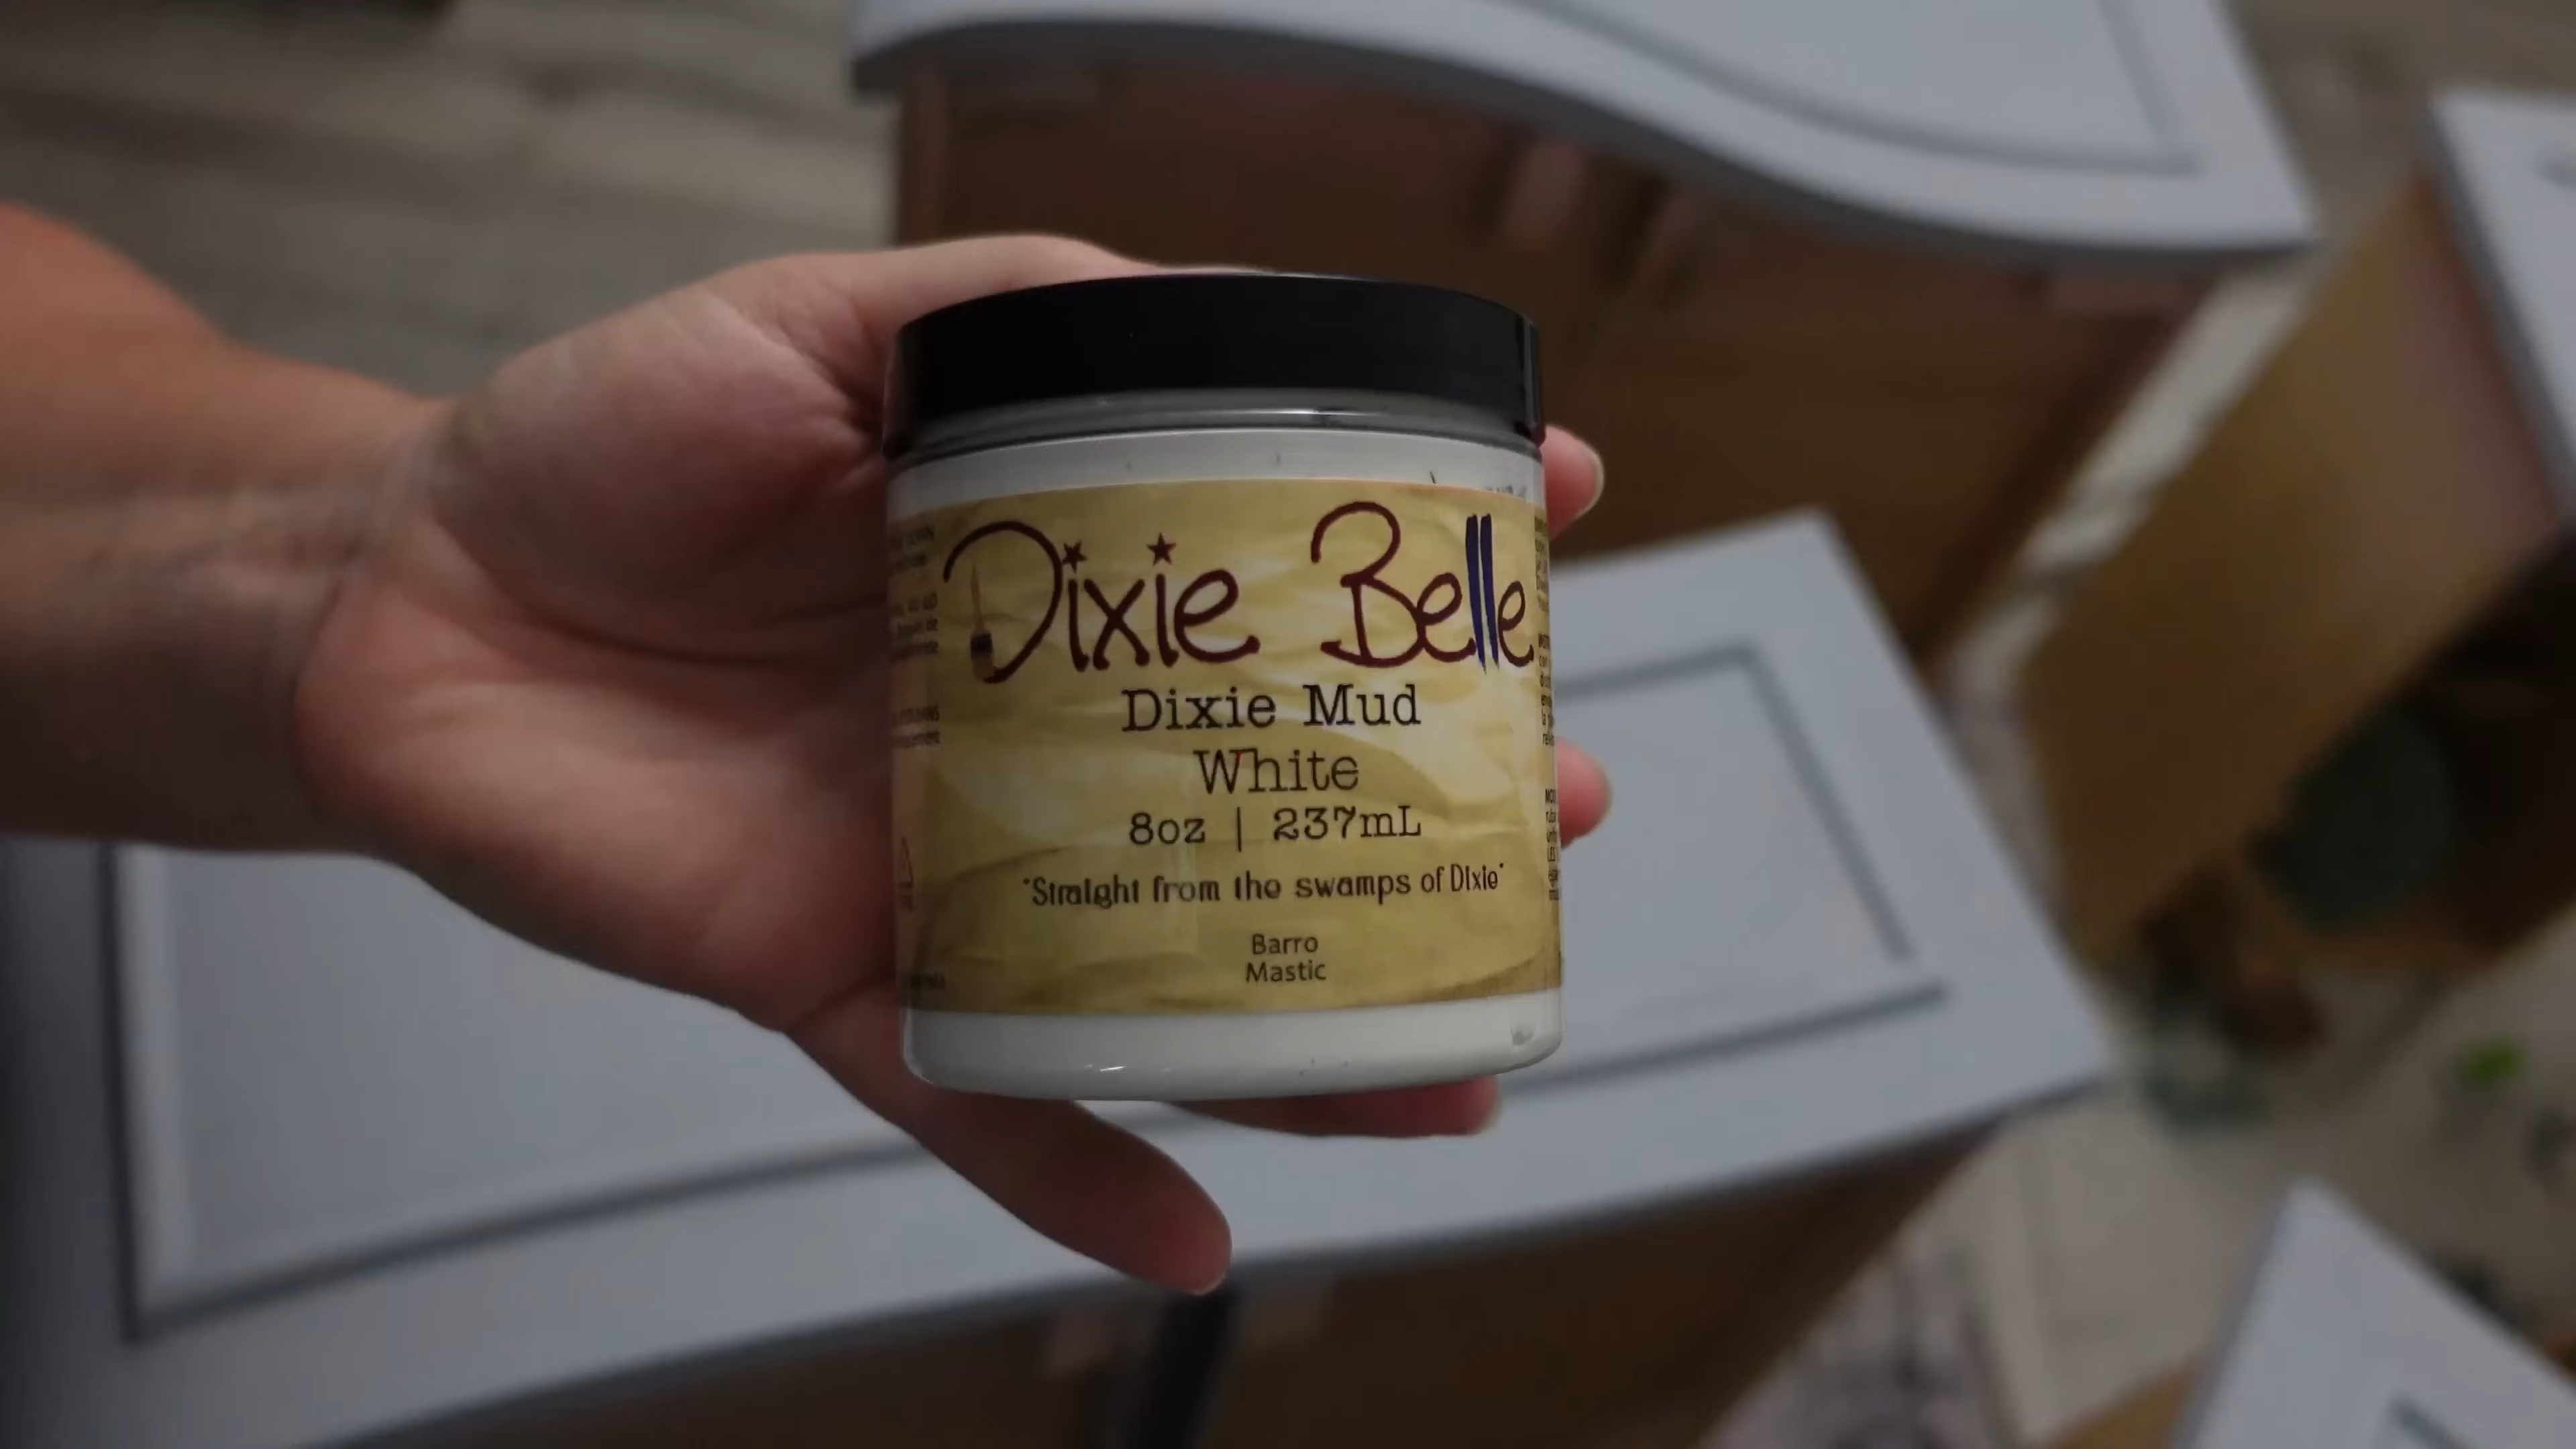 Dixie Belle
Dixie Mud
White
8oz | 237mL
"Straight from the swamps of Dixie"
Barro
Mastic